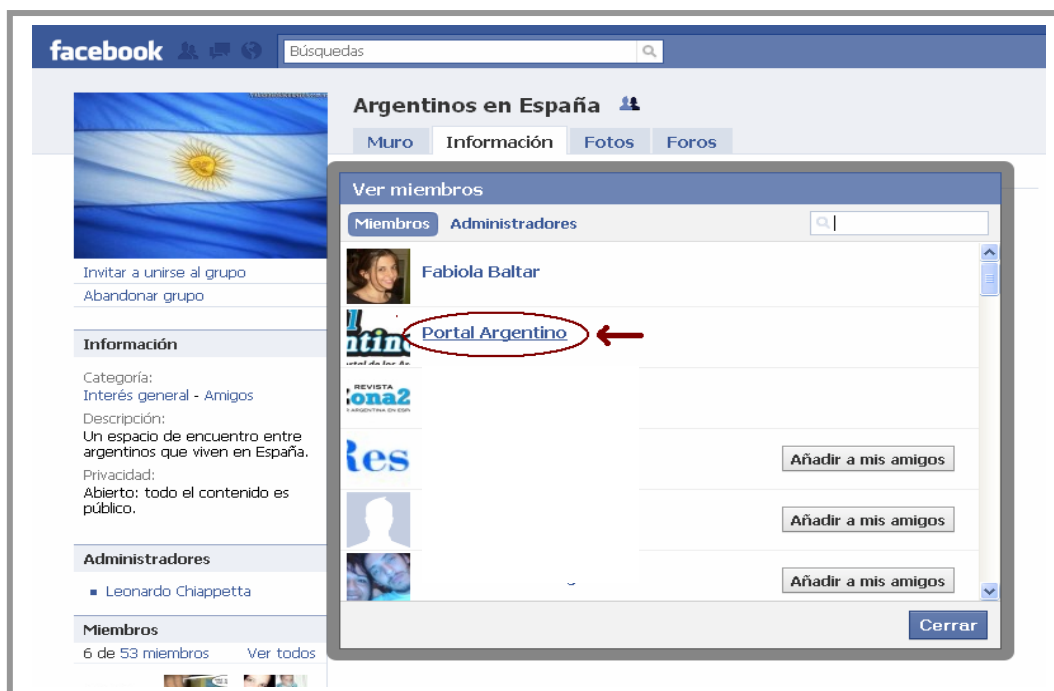 facebook
Búsquedas
Argentinos en España
Muro Información Fotos Foros
Ver miembros
Miembros Administradores
Fabiola Baltar
Portal Argentino
REVISTA
ona2
Res
Añadir a mis amigos
Añadir a mis amigos
Añadir a mis amigos
Cerrar
Invitar a unirse al grupo
Abandonar grupo
Información
Categoría:
Interés general - Amigos
Descripción:
Un espacio de encuentro entre
argentinos que viven en España.
Privacidad:
Abierto: todo el contenido es
público.
Administradores
Leonardo Chiappetta
Miembros
6 de 53 miembros Ver todos